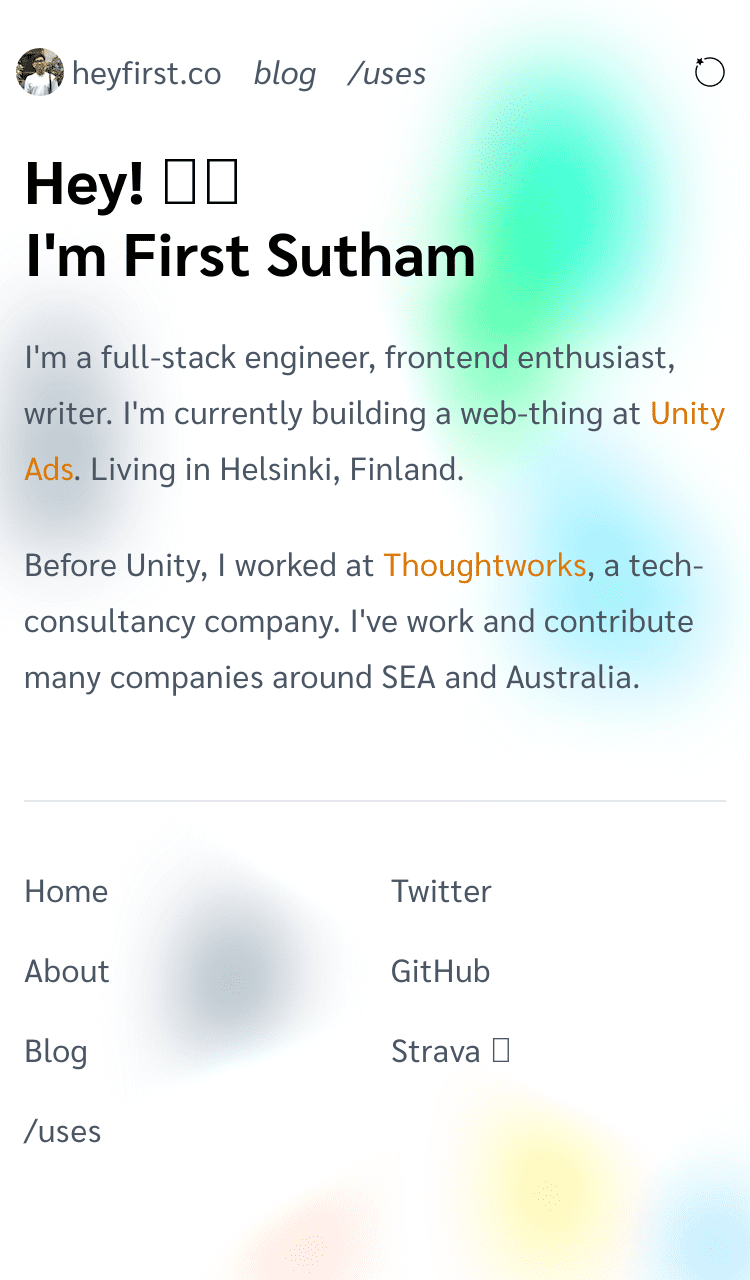 heyfirst.co blog /uses
Hey!
I'm First Sutham
I'm a full-stack engineer, frontend enthusiast,
writer. I'm currently building a web-thing at Unity
Ads. Living in Helsinki, Finland.
Before Unity, I worked at Thoughtworks, a tech-
consultancy company. I've work and contribute
many companies around SEA and Australia.
Home
About
Blog
/uses
Twitter
GitHub
Strava